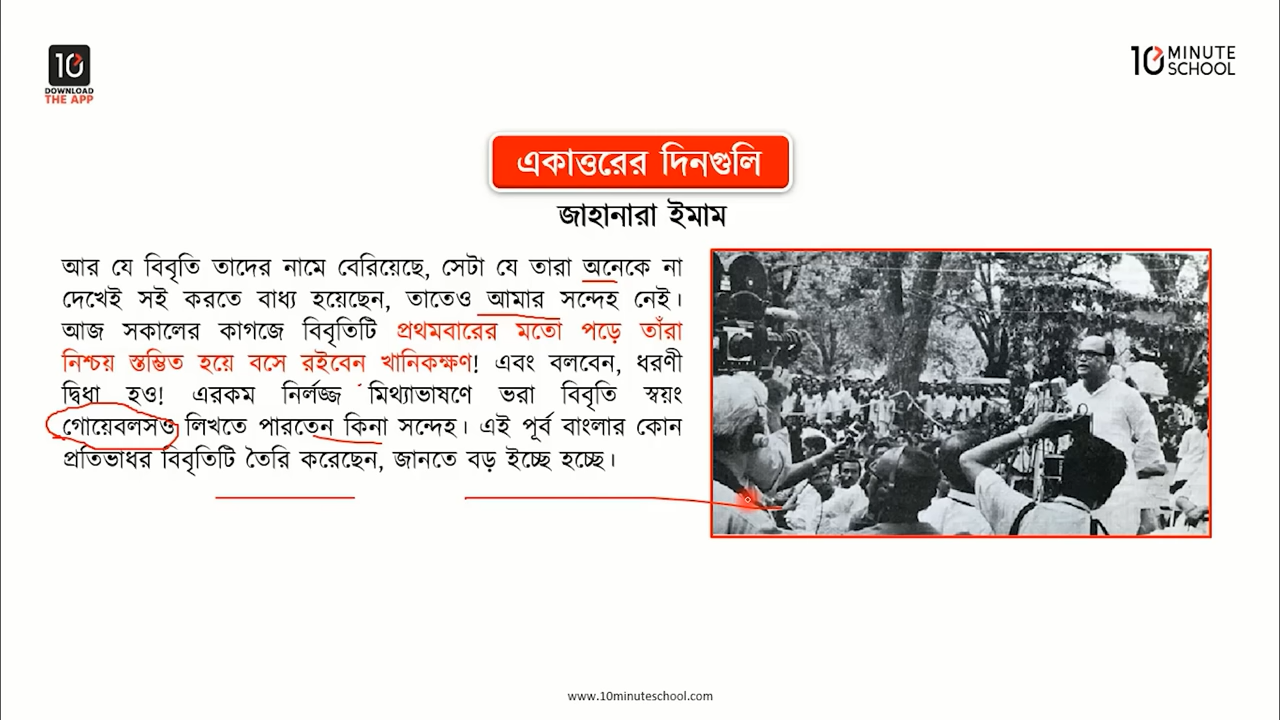 10
DOWNLOAD
THE APP
10 MINUTE
SCHOOL
একাত্তরের দিনগুলি
জাহানারা ইমাম
আর যে বিবৃতি তাদের নামে বেরিয়েছে, সেটা যে তারা অনেকে না
দেখেই সই করতে বাধ্য হয়েছেন, তাতেও আমার সন্দেহ নেই।
আজ সকালের কাগজে বিবৃতিটি প্রথমবারের মতো পড়ে তাঁরা
নিশ্চয় স্তম্ভিত হয়ে বসে রইবেন খানিকক্ষণ! এবং বলবেন, ধরণী
দ্বিধা হও! এরকম নির্লজ্জ মিথ্যাভাষণে ভরা বিবৃতি স্বয়ং
গোয়েবলসও লিখতে পারতেন কিনা সন্দেহ। এই পূর্ব বাংলার কোন
প্রতিভাধর বিবৃতিটি তৈরি করেছেন, জানতে বড় ইচ্ছে হচ্ছে।
www.10minuteschool.com